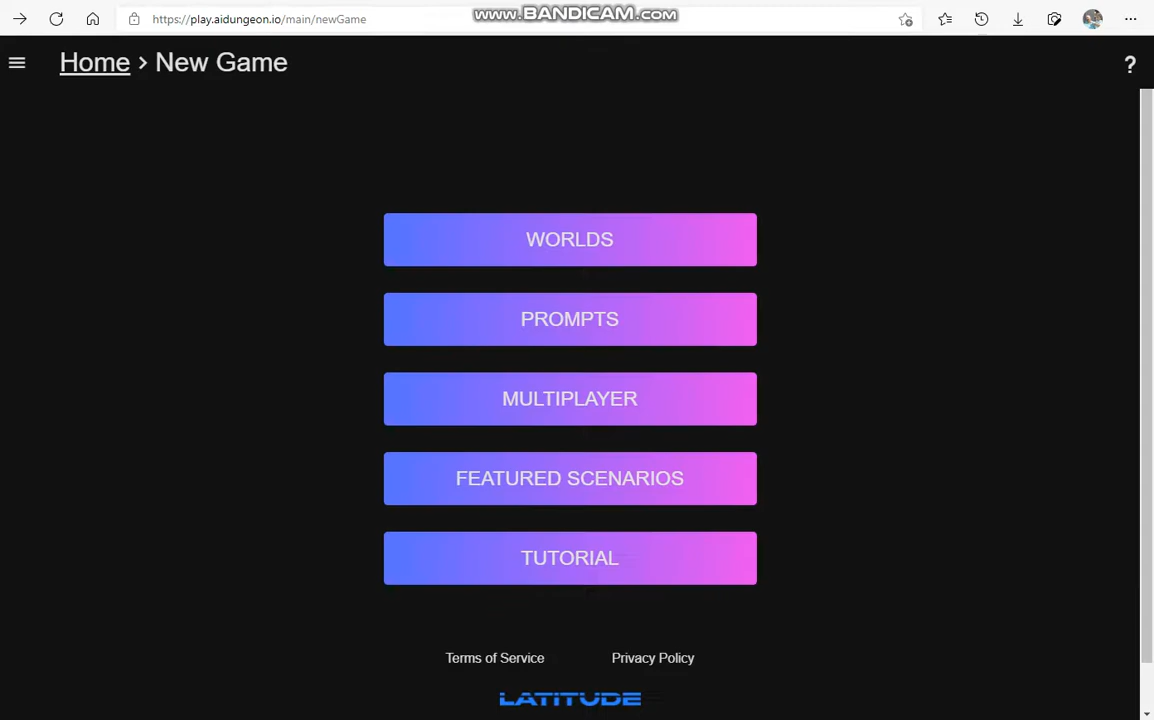 www.BANDICAM.com
https://play.aidungeon.io/main/newGame
Home > New Game
?
WORLDS
PROMPTS
MULTIPLAYER
FEATURED SCENARIOS
TUTORIAL
Terms of Service
Privacy Policy
LATITUDE